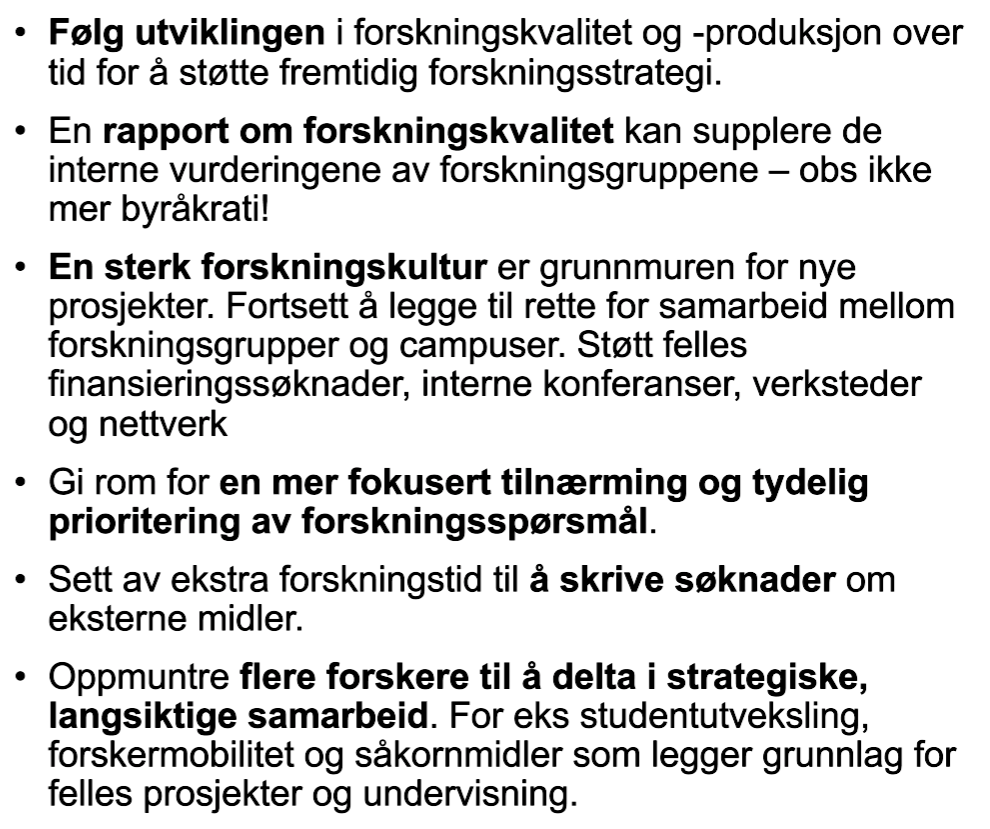 • Følg utviklingen i forskningskvalitet og -produksjon over
tid for å støtte fremtidig forskningsstrategi.
• En rapport om forskningskvalitet kan supplere de
interne vurderingene av forskningsgruppene – obs ikke
mer byråkrati!
• En sterk forskningskultur er grunnmuren for nye
prosjekter. Fortsett å legge til rette for samarbeid mellom
forskningsgrupper og campuser. Støtt felles
finansieringssøknader, interne konferanser, verksteder
og nettverk
• Gi rom for en mer fokusert tilnærming og tydelig
prioritering av forskningsspørsmål.
• Sett av ekstra forskningstid til å skrive søknader om
eksterne midler.
• Oppmuntre flere forskere til å delta i strategiske,
langsiktige samarbeid. For eks studentutveksling,
forskermobilitet og såkornmidler som legger grunnlag for
felles prosjekter og undervisning.